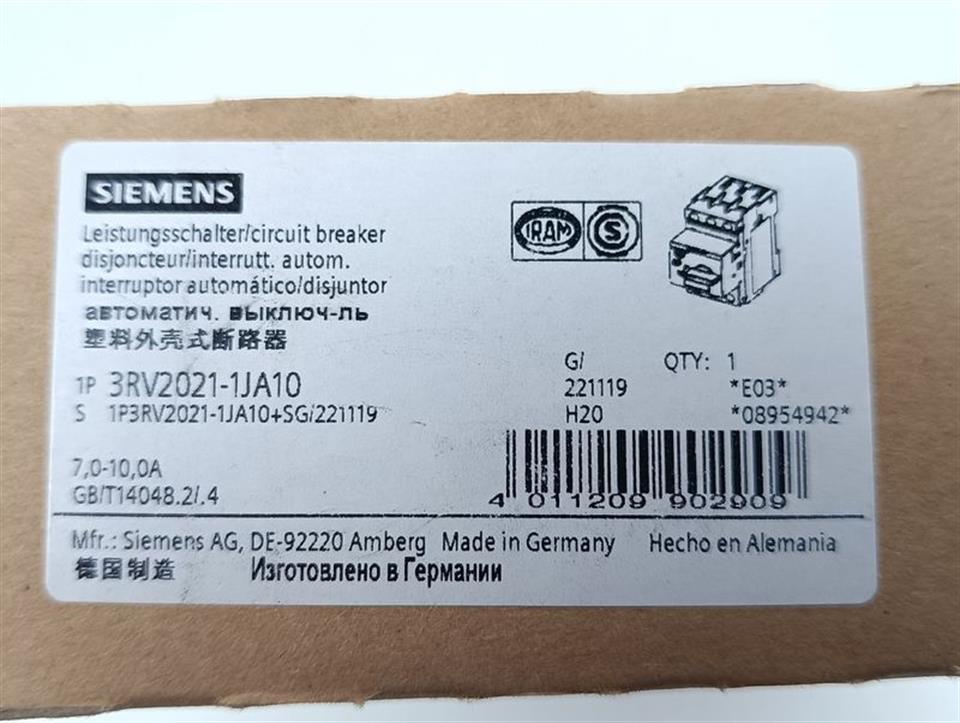 SIEMENS
Leistungsschalter/circuit breaker
disjoncteur/interrutt. autom.
interruptor automático/disjuntor
автоматич. выключ-ль
塑料外壳式断路器
IRAM S
1P 3RV2021-1JA10
S 1P3RV2021-1JA10+SG/221119
G/ QTY: 1
221119 *E03*
H20 *08954942*
7,0-10,0A
GB/T14048.2/.4
4 011209 902909
Mfr.: Siemens AG, DE-92220 Amberg Made in Germany Hecho en Alemania
德国制造 Изготовлено в Германии